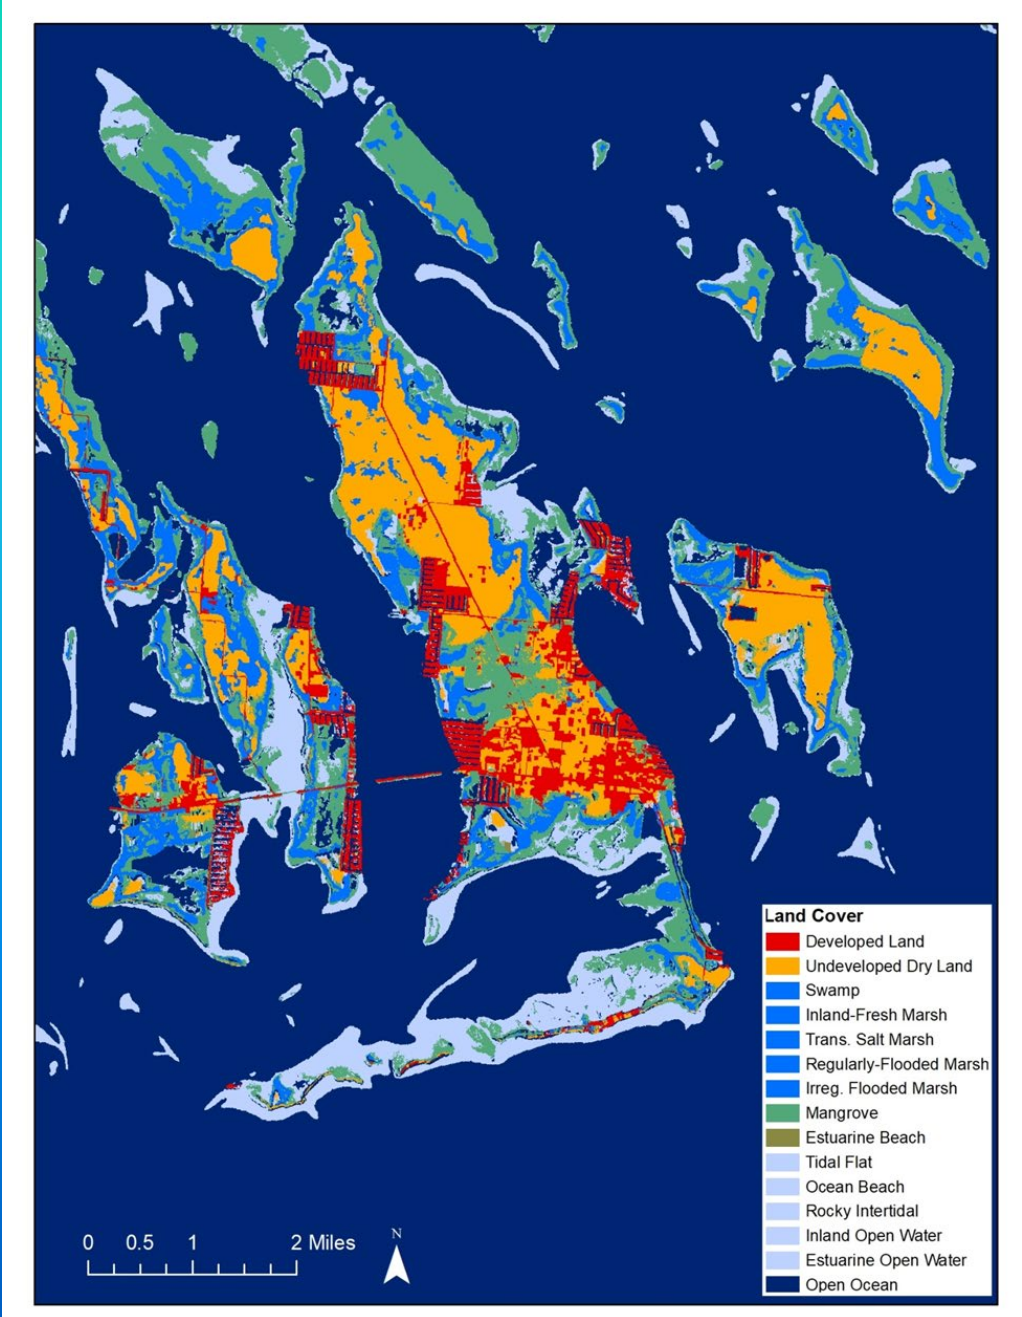 Land Cover
Developed Land
Undeveloped Dry Land
Swamp
Inland-Fresh Marsh
Trans. Salt Marsh
Regularly-Flooded Marsh
Irreg. Flooded Marsh
Mangrove
Estuarine Beach
Tidal Flat
Ocean Beach
Rocky Intertidal
Inland Open Water
Estuarine Open Water
Open Ocean
N
0 0.5 1 2 Miles